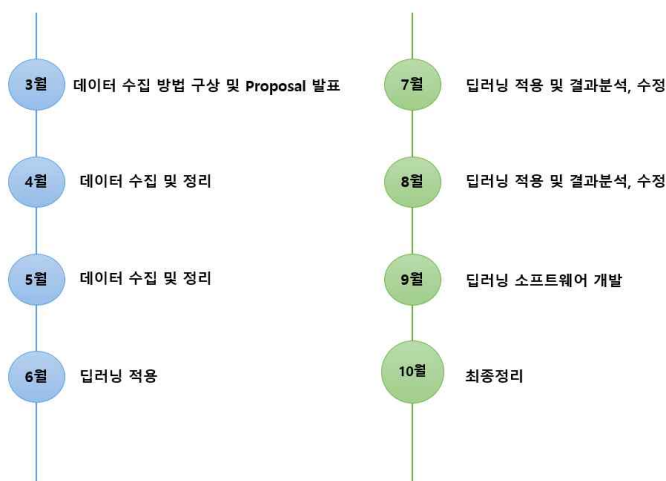 3월 데이터 수집 방법 구상 및 Proposal 발표
4월 데이터 수집 및 정리
5월 데이터 수집 및 정리
6월 딥러닝 적용
7월 딥러닝 적용 및 결과분석, 수정
8월 딥러닝 적용 및 결과분석, 수정
9월 딥러닝 소프트웨어 개발
10월 최종정리